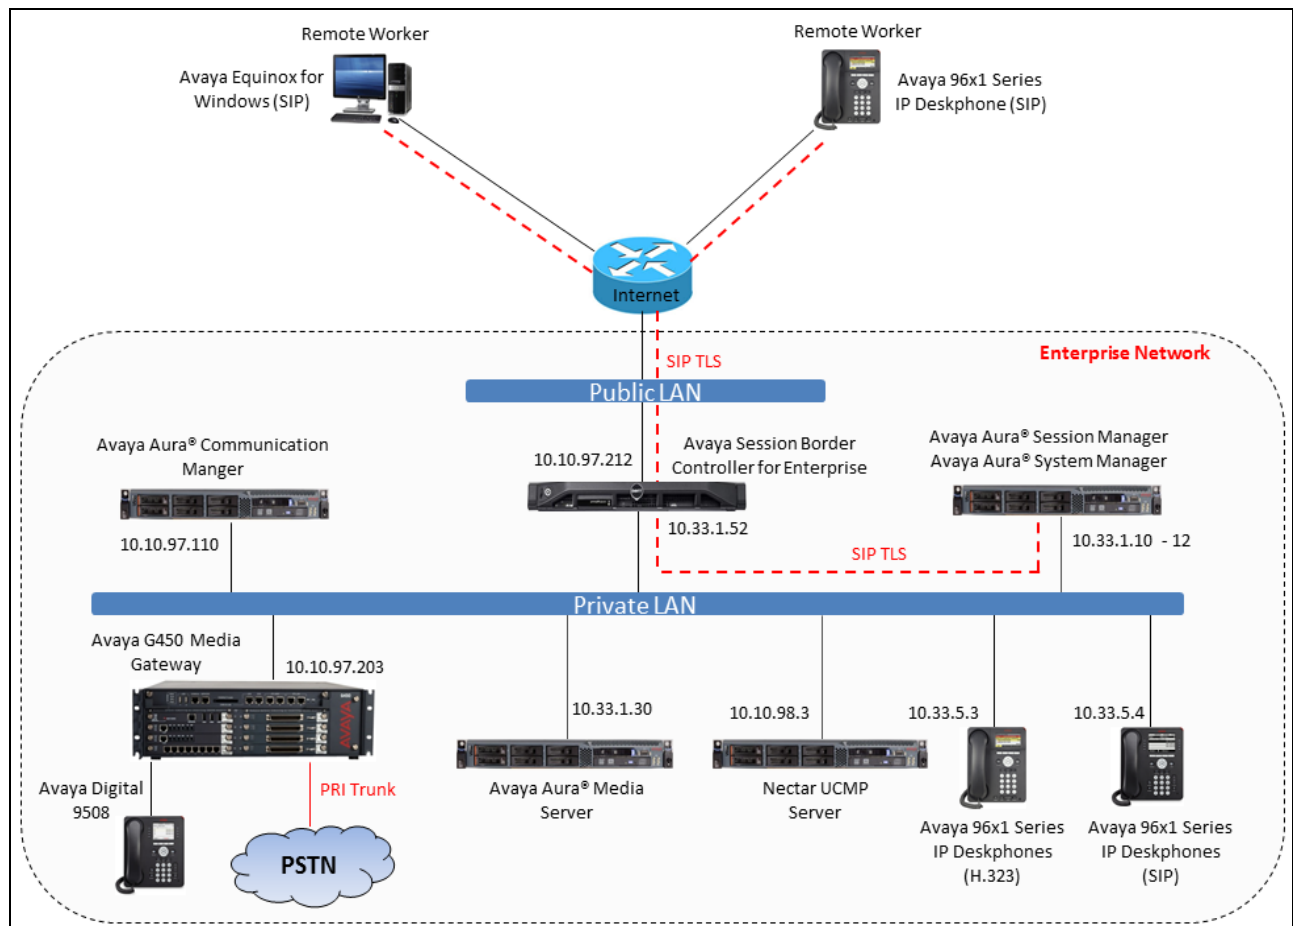 Remote Worker
Remote Worker
Avaya Equinox for
Windows (SIP)
Avaya 96x1 Series
IP Deskphone (SIP)
Internet
Enterprise Network
SIP TLS
Public LAN
Avaya Aura® Communication
Manger
10.10.97.212
Avaya Session Border
Controller for Enterprise
Avaya Aura® Session Manager
Avaya Aura® System Manager
10.10.97.110
10.33.1.52
10.33.1.10 - 12
SIP TLS
Private LAN
Avaya G450 Media
Gateway
10.10.97.203
AVAYA
10.33.1.30
10.10.98.3
10.33.5.3
10.33.5.4
Avaya Digital
9508
PRI Trunk
PSTN
Avaya Aura® Media
Server
Nectar UCMP
Server
Avaya 96x1 Series
IP Deskphones
(H.323)
Avaya 96x1 Series
IP Deskphones
(SIP)